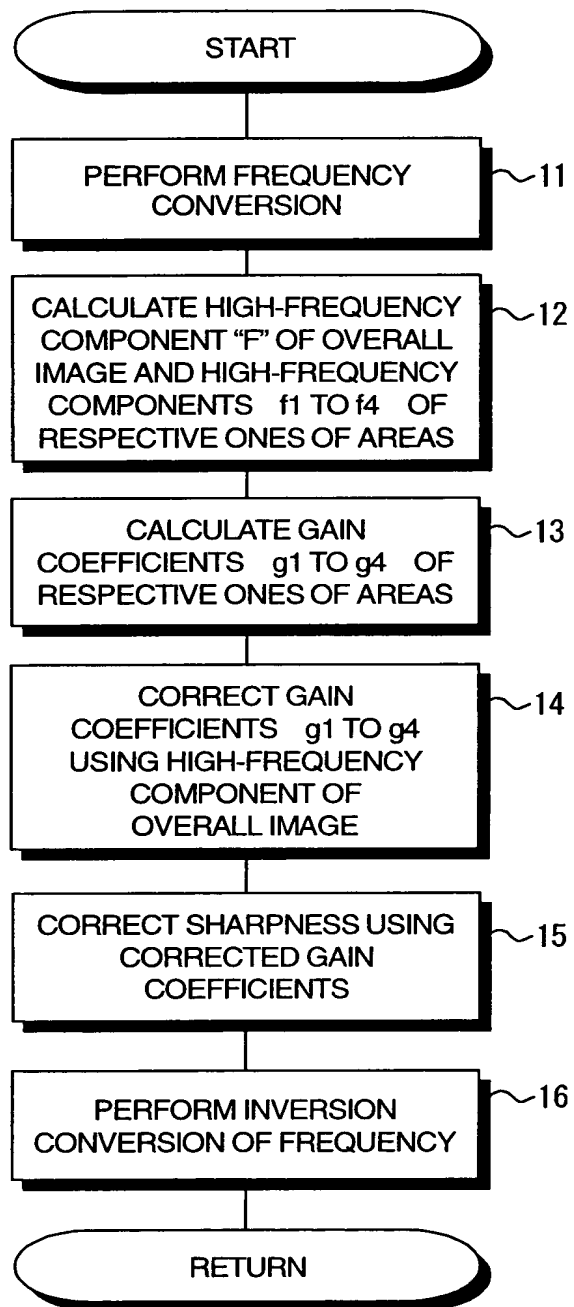 START
PERFORM FREQUENCY
CONVERSION
11
CALCULATE HIGH-FREQUENCY
COMPONENT "F" OF OVERALL
IMAGE AND HIGH-FREQUENCY
COMPONENTS f1 TO f4 OF
RESPECTIVE ONES OF AREAS
12
CALCULATE GAIN
COEFFICIENTS g1 TO g4 OF
RESPECTIVE ONES OF AREAS
13
CORRECT GAIN
COEFFICIENTS g1 TO g4
USING HIGH-FREQUENCY
COMPONENT OF
OVERALL IMAGE
14
CORRECT SHARPNESS USING
CORRECTED GAIN
COEFFICIENTS
15
PERFORM INVERSION
CONVERSION OF FREQUENCY
16
RETURN